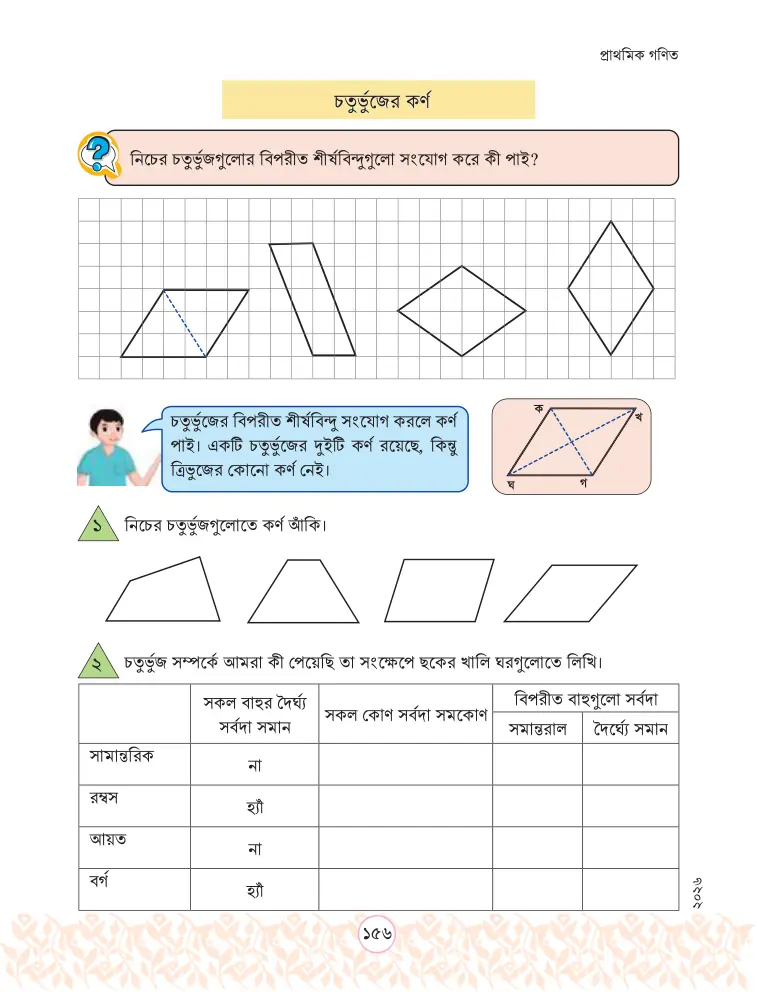 প্রাথমিক গণিত
চতুর্ভুজের কর্ণ
নিচের চতুর্ভুজগুলোর বিপরীত শীর্ষবিন্দুগুলো সংযোগ করে কী পাই?
চতুর্ভুজের বিপরীত শীর্ষবিন্দু সংযোগ করলে কর্ণ
পাই। একটি চতুর্ভুজের দুইটি কর্ণ রয়েছে, কিন্তু
ত্রিভুজের কোনো কর্ণ নেই।
ক
খ
ঘ
গ
১ নিচের চতুর্ভুজগুলোতে কর্ণ আঁকি।
২ চতুর্ভুজ সম্পর্কে আমরা কী পেয়েছি তা সংক্ষেপে ছকের খালি ঘরগুলোতে লিখি।
সকল বাহুর দৈর্ঘ্য
সর্বদা সমান
সকল কোণ সর্বদা সমকোণ
বিপরীত বাহুগুলো সর্বদা
সমান্তরাল
দৈর্ঘ্যে সমান
সামান্তরিক
না
রম্বস
হ্যাঁ
আয়ত
না
বর্গ
হ্যাঁ
২০২৬
১৫৬